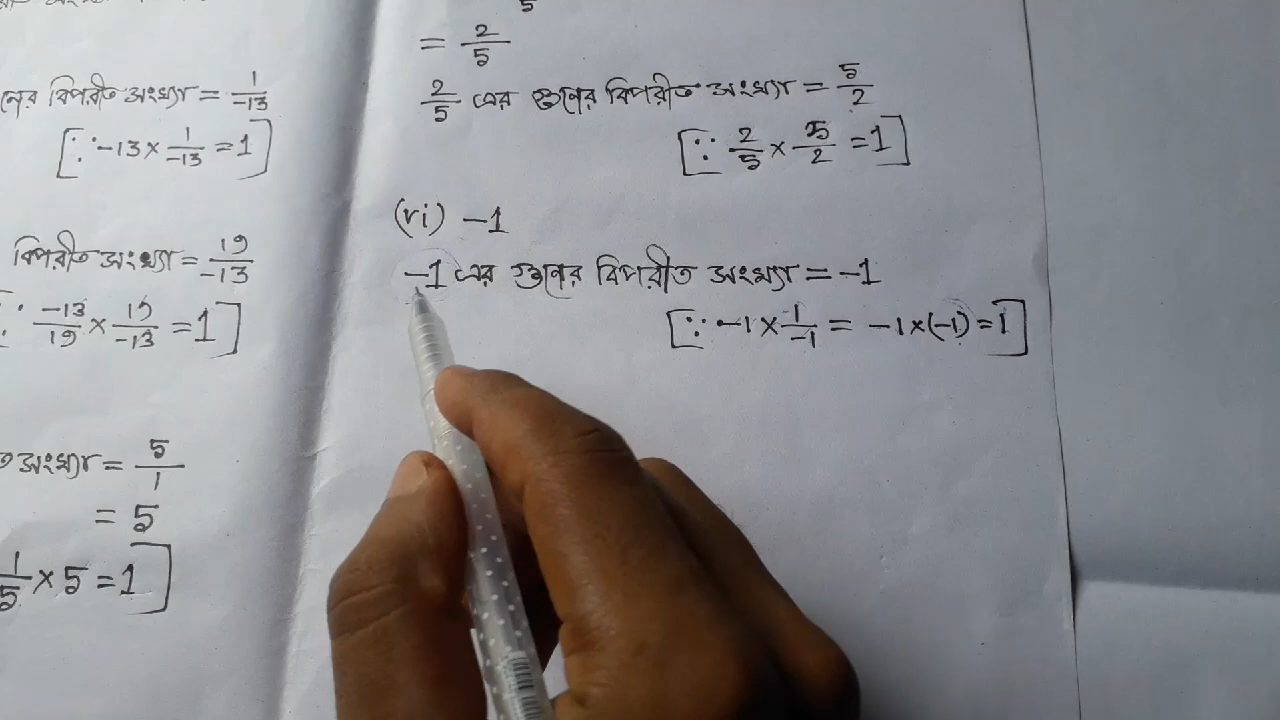 নের বিপরীত সংখ্যা = 1/-13
[∵ -13 × 1/-13 = 1]
বিপরীত সংখ্যা = 19/-13
∵ -13/19 × 19/-13 = 1]
সংখ্যা = 5/1
= 5
1/5 × 5 = 1]
5
= 2/5
2/5 এর গুনের বিপরীত সংখ্যা = 5/2
[∵ 2/5 × 5/2 = 1]
(vi) -1
-1 এর গুনের বিপরীত সংখ্যা = -1
[∵ -1 × 1/-1 = -1 × (-1) = 1]